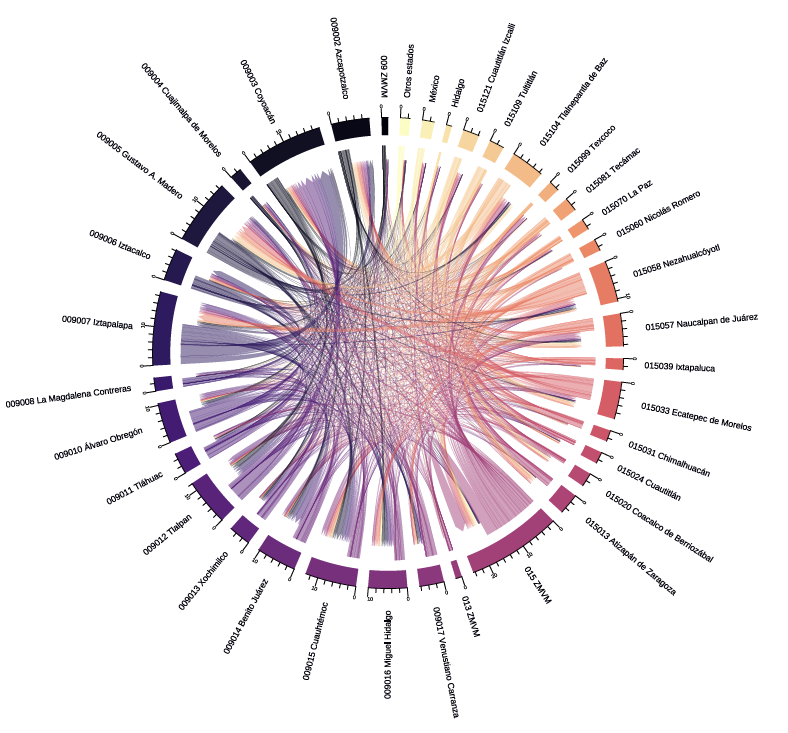 009 ZMVM
Otros estados
México
Hidalgo
015121 Cuautitlán Izcalli
015109 Tultitlán
015104 Tlalnepantla de Baz
015099 Texcoco
015081 Tecámac
015070 La Paz
015060 Nicolás Romero
015058 Nezahualcóyotl
015057 Naucalpan de Juárez
015039 Ixtapaluca
015033 Ecatepec de Morelos
015031 Chimalhuacán
015024 Cuautitlán
015020 Coacalco de Berriozábal
015013 Atizapán de Zaragoza
015 ZMVM
013 ZMVM
009017 Venustiano Carranza
009016 Miguel Hidalgo
009015 Cuauhtémoc
009014 Benito Juárez
009013 Xochimilco
009012 Tlalpan
009011 Tláhuac
009010 Álvaro Obregón
009008 La Magdalena Contreras
009007 Iztapalapa
009006 Iztacalco
009005 Gustavo A. Madero
009004 Cuajimalpa de Morelos
009003 Coyoacán
009002 Azcapotzalco